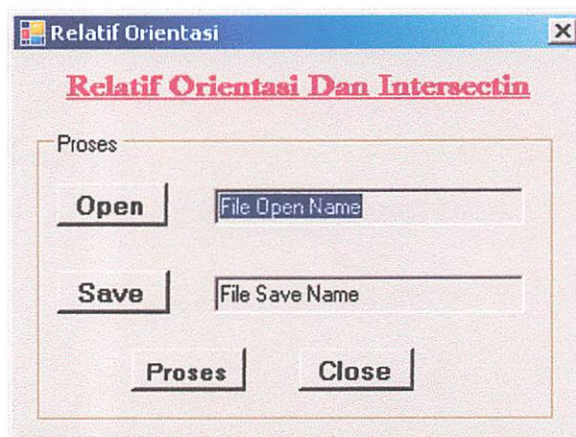 Relatif Orientasi
Relatif Orientasi Dan Intersectin
Proses
Open File Open Name
Save File Save Name
Proses Close